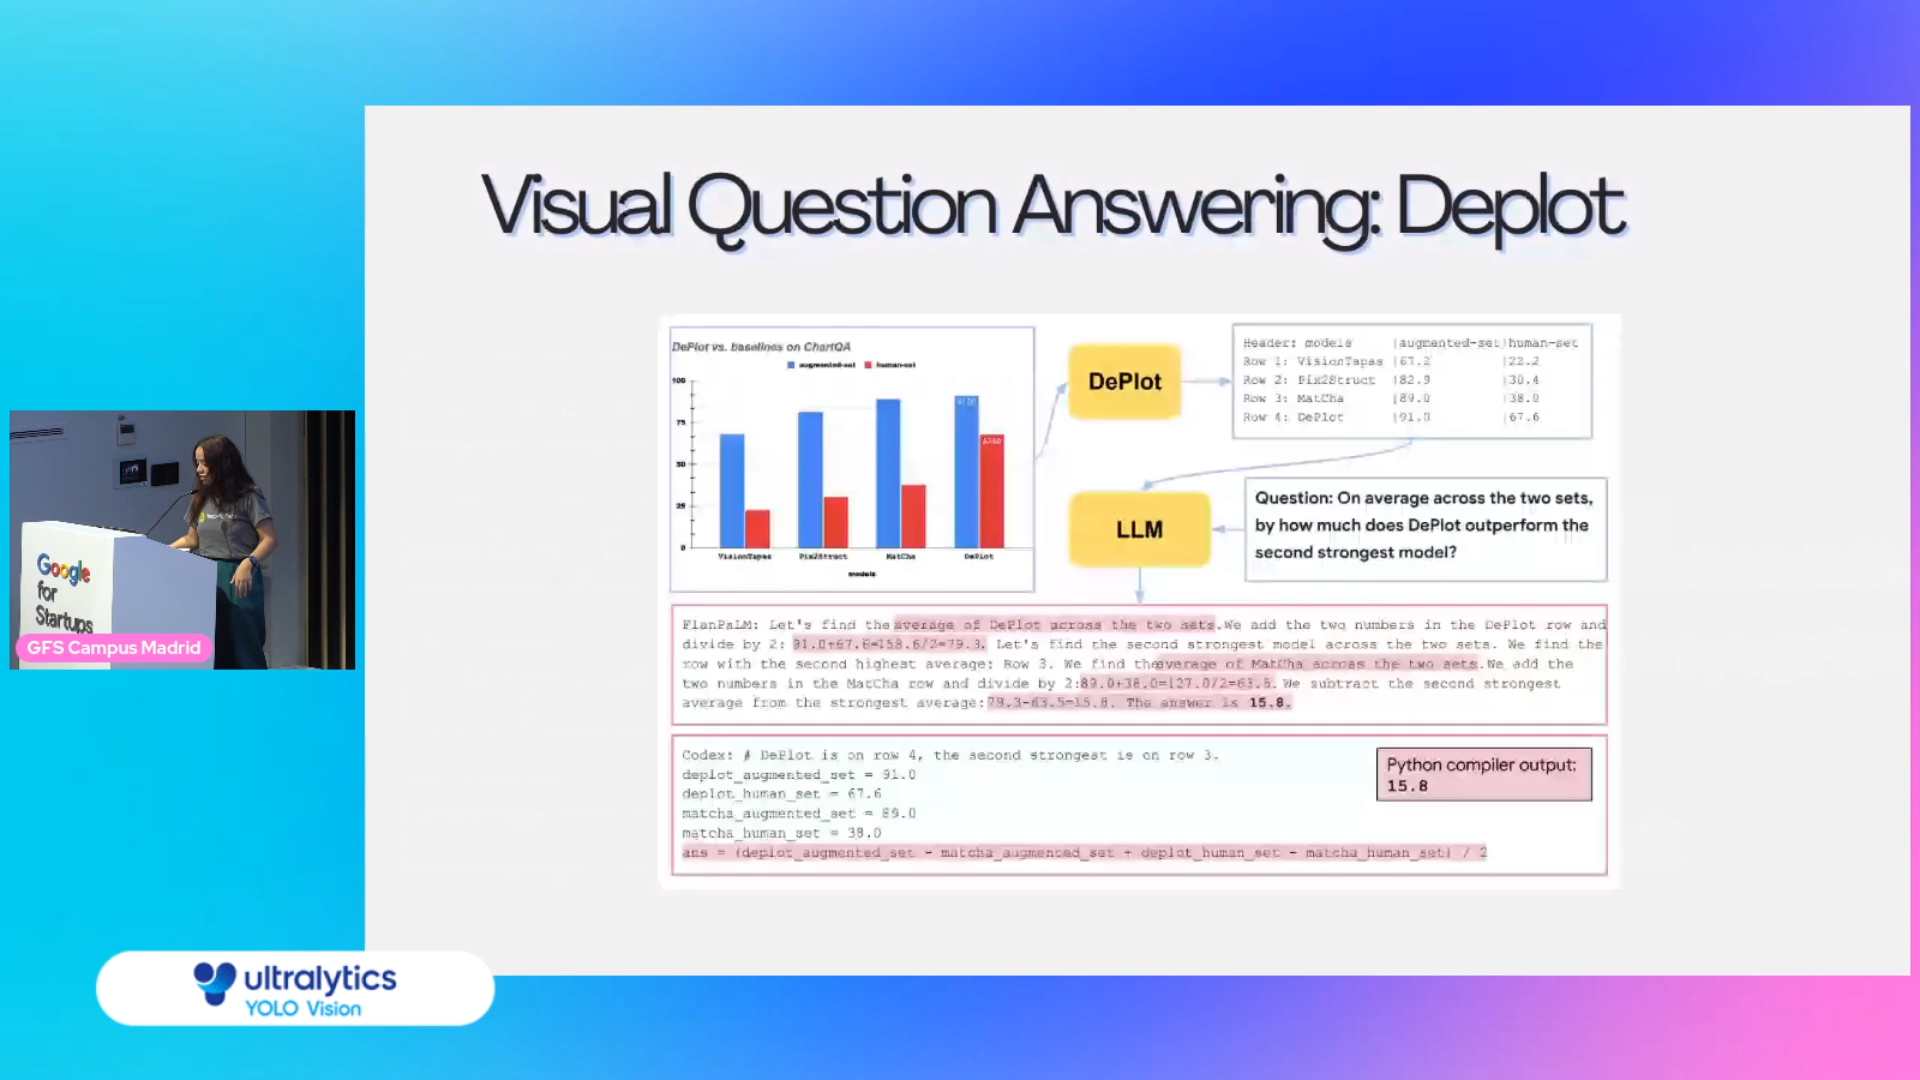 Visual Question Answering: Deplot
DePlot vs. baselines on ChartQA
augmented-set human-set
100
75
50
25
0
67.60
VisionTapas Pix2Struct MatCha DePlot
models
DePlot
Header: models |augmented-set|human-set
Row 1: VisionTapas |67.2 |22.2
Row 2: Pix2Struct |82.9 |30.4
Row 3: MatCha |89.0 |38.0
Row 4: DePlot |91.0 |67.6
LLM
Question: On average across the two sets,
by how much does DePlot outperform the
second strongest model?
FlanPaLM: Let's find the average of DePlot across the two sets.We add the two numbers in the DePlot row and
divide by 2: 91.0+67.6=158.6/2=79.3. Let's find the second strongest model across the two sets. We find the
row with the second highest average: Row 3. We find the average of MatCha across the two sets.We add the
two numbers in the MatCha row and divide by 2:89.0+38.0=127.0/2=63.5. We subtract the second strongest
average from the strongest average:79.3-63.5=15.8. The answer is 15.8.
Codex: # DePlot is on row 4, the second strongest is on row 3.
deplot_augmented_set = 91.0
deplot_human_set = 67.6
matcha_augmented_set = 89.0
matcha_human_set = 38.0
ans = (deplot_augmented_set - matcha_augmented_set + deplot_human_set - matcha_human_set) / 2
Python compiler output:
15.8
Google
for
Startups
GFS Campus Madrid
ultralytics
YOLO Vision